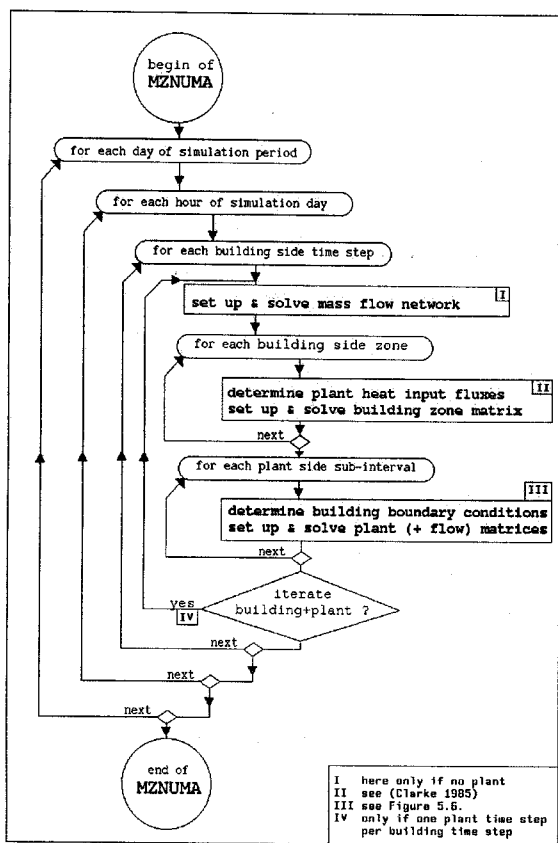 begin of
MZNUMA
for each day of simulation period
for each hour of simulation day
for each building side time step
I
set up & solve mass flow network
for each building side zone
II
determine plant heat input fluxes
set up & solve building zone matrix
next
for each plant side sub-interval
III
determine building boundary conditions
set up & solve plant (+ flow) matrices
next
iterate
yes
building+plant ?
IV
next
next
next
end of
MZNUMA
I here only if no plant
II see (Clarke 1985)
III see Figure 5.6.
IV only if one plant time step
per building time step